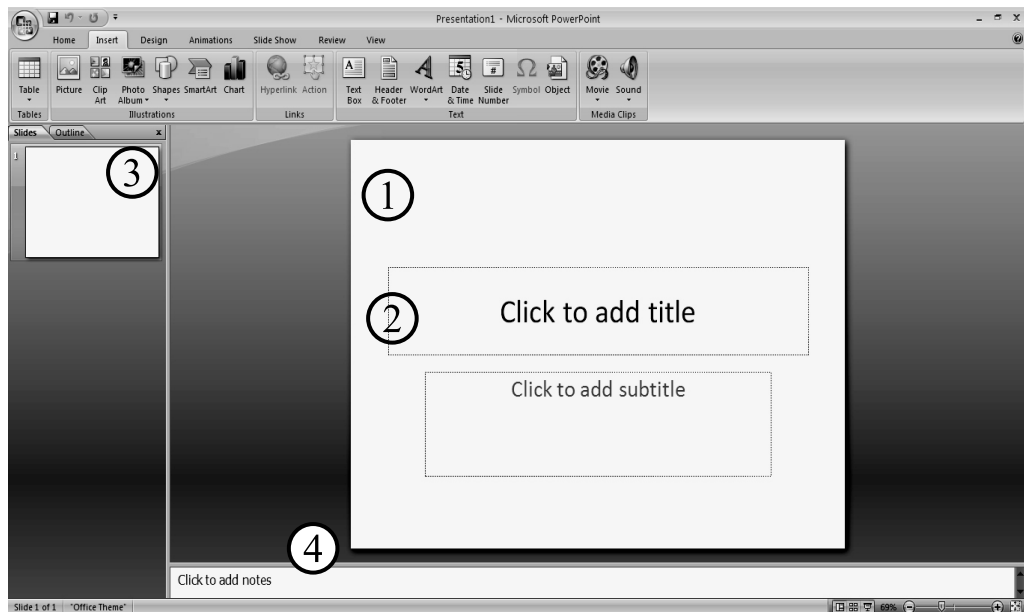 Presentation1 - Microsoft PowerPoint
Home Insert Design Animations Slide Show Review View
Table Picture Clip Art Photo Album Shapes SmartArt Chart Hyperlink Action Text Box Header & Footer WordArt Date & Time Slide Number Symbol Object Movie Sound
Tables Illustrations Links Text Media Clips
Slides Outline x
1
3
1
2
Click to add title
Click to add subtitle
4
Click to add notes
Slide 1 of 1 "Office Theme" 69%